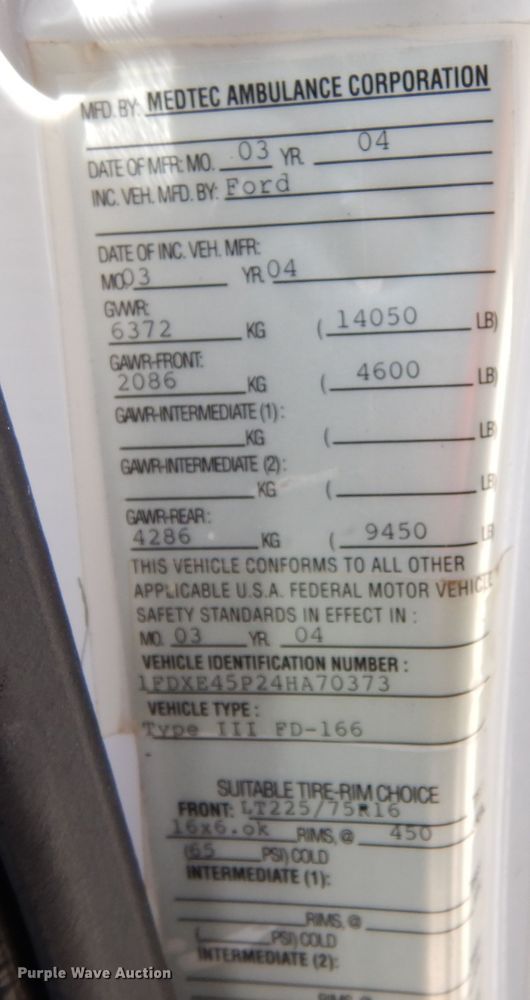 MFD. BY: MEDTEC AMBULANCE CORPORATION
DATE OF MFR: MO. 03 YR. 04
INC. VEH. MFD. BY: Ford
DATE OF INC. VEH. MFR:
MO. 03 YR. 04
GVWR:
6372 KG ( 14050 LB)
GAWR-FRONT:
2086 KG ( 4600 LB)
GAWR-INTERMEDIATE (1):
KG ( LB)
GAWR-INTERMEDIATE (2):
KG ( LB
GAWR-REAR:
4286 KG ( 9450 LB
THIS VEHICLE CONFORMS TO ALL OTHER
APPLICABLE U.S.A. FEDERAL MOTOR VEHICLE
SAFETY STANDARDS IN EFFECT IN :
MO. 03 YR. 04
VEHICLE IDENTIFICATION NUMBER :
1FDXE45P24HA70373
VEHICLE TYPE :
Type III FD-166
SUITABLE TIRE-RIM CHOICE
FRONT: LT225/75R16
16x6.0k RIMS, @ 450
(65 PSI) COLD
INTERMEDIATE (1):
RIMS, @
( PSI) COLD
INTERMEDIATE (2):
RIMS, @
Purple Wave Auction